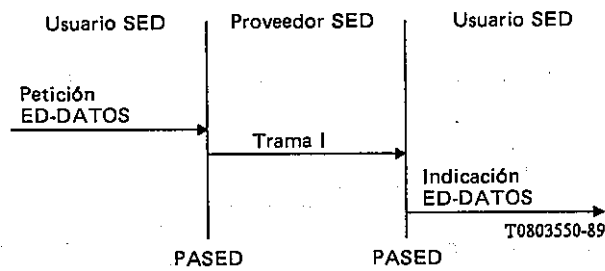 Usuario SED
Proveedor SED
Usuario SED
Petición
ED-DATOS
Trama I
Indicación
ED-DATOS
T0803550-89
PASED
PASED